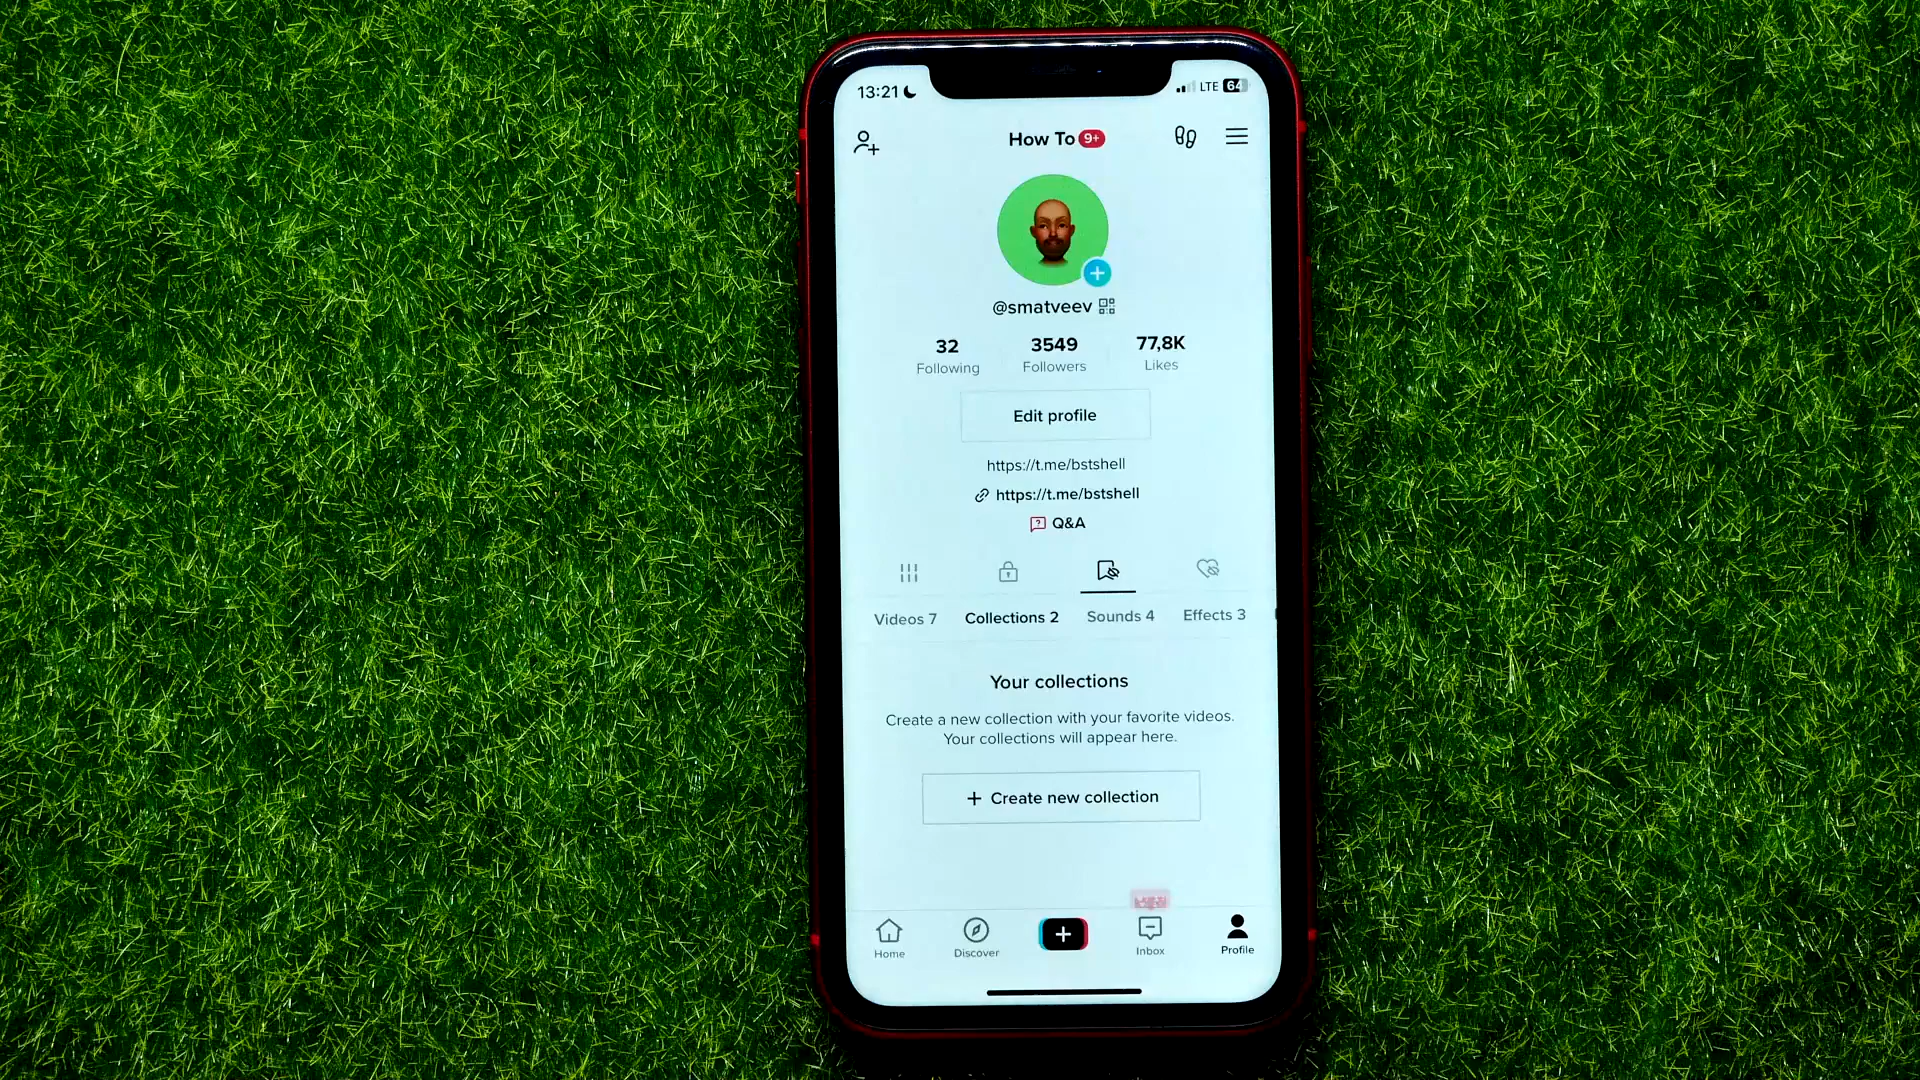 13:21
LTE 64
How To 9+
@smatveev
32 3549 77,8K
Following Followers Likes
Edit profile
https://t.me/bstshell
https://t.me/bstshell
Q&A
Videos 7 Collections 2 Sounds 4 Effects 3
Your collections
Create a new collection with your favorite videos.
Your collections will appear here.
+ Create new collection
Home Discover Inbox Profile